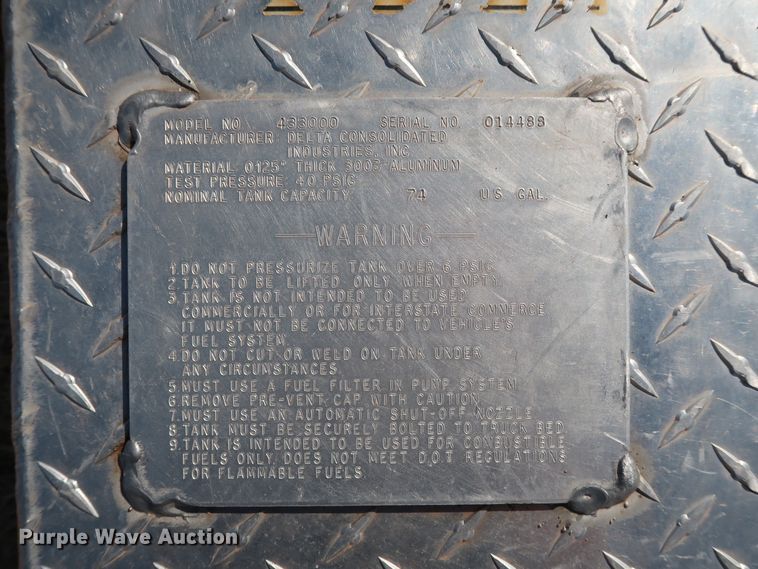 MODEL NO. 433000 SERIAL NO. 014488
MANUFACTURER: DELTA CONSOLIDATED
INDUSTRIES, INC.
MATERIAL: 0.125" THICK 3003 ALUMINUM
TEST PRESSURE: 4.0 PSIG
NOMINAL TANK CAPACITY: 74 U.S. GAL.
WARNING
1. DO NOT PRESSURIZE TANK OVER 6 PSIG.
2. TANK TO BE LIFTED ONLY WHEN EMPTY.
3. TANK IS NOT INTENDED TO BE USED
COMMERCIALLY OR FOR INTERSTATE COMMERCE
IT MUST NOT BE CONNECTED TO VEHICLE'S
FUEL SYSTEM.
4. DO NOT CUT OR WELD ON TANK UNDER
ANY CIRCUMSTANCES.
5. MUST USE A FUEL FILTER IN PUMP SYSTEM.
6. REMOVE PRE-VENT CAP WITH CAUTION.
7. MUST USE AN AUTOMATIC SHUT-OFF NOZZLE.
8. TANK MUST BE SECURELY BOLTED TO TRUCK BED.
9. TANK IS INTENDED TO BE USED FOR COMBUSTIBLE
FUELS ONLY. DOES NOT MEET D.O.T. REGULATIONS
FOR FLAMMABLE FUELS.
Purple Wave Auction®